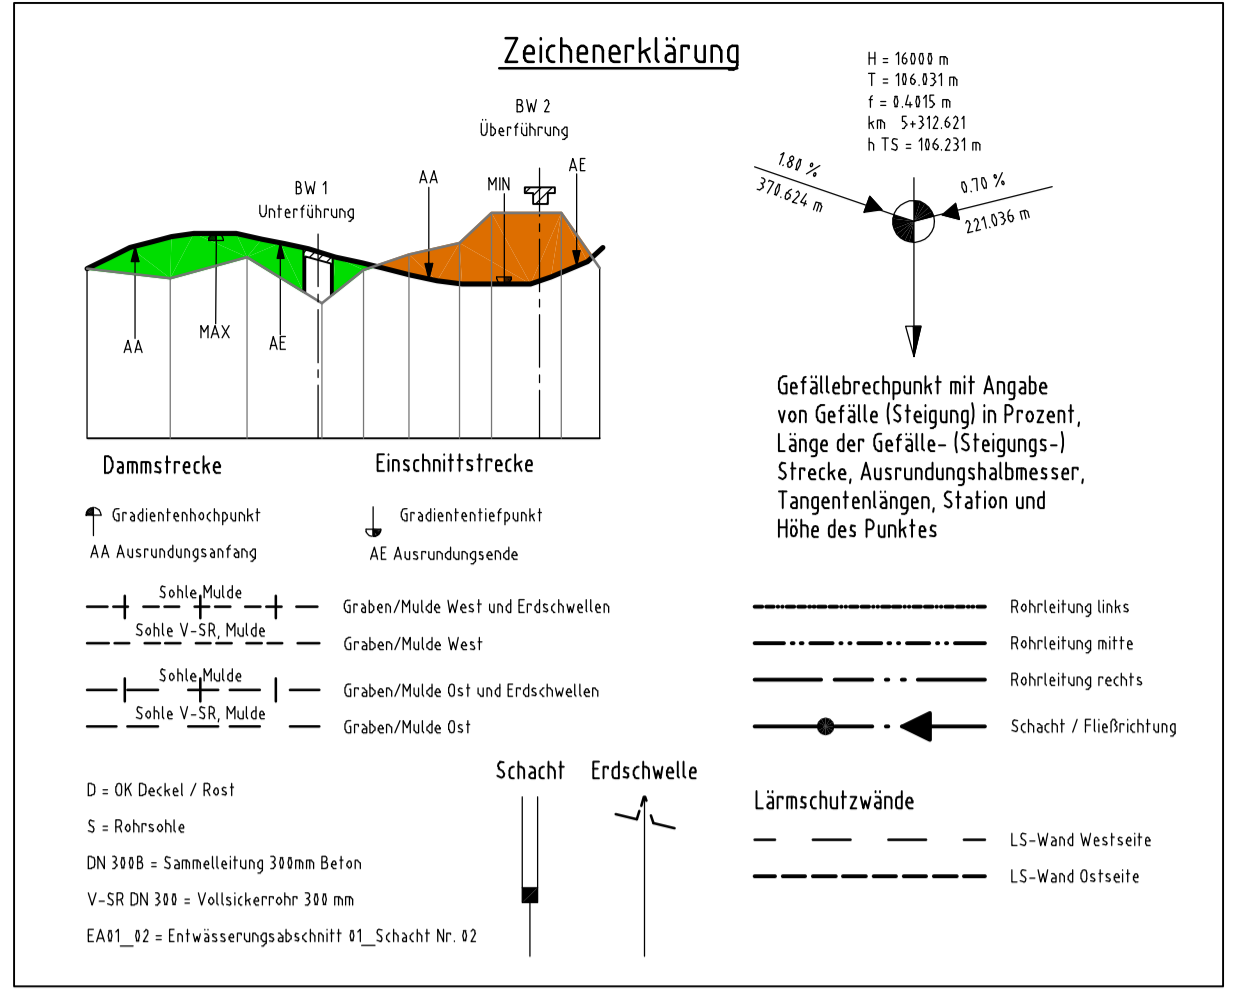 Zeichenerklärung
H = 16000 m
T = 106.031 m
f = 0.4015 m
km 5+312.621
h TS = 106.231 m
1.80 %
370.624 m
0.70 %
221.036 m
BW 2
Überführung
BW 1
Unterführung
AA
MIN
AE
AA
MAX
AE
Dammstrecke
Einschnittstrecke
Gefällebrechpunkt mit Angabe
von Gefälle (Steigung) in Prozent,
Länge der Gefälle- (Steigungs-)
Strecke, Ausrundungshalbmesser,
Tangentenlängen, Station und
Höhe des Punktes
Gradientenhochpunkt
Gradiententiefpunkt
AA Ausrundungsanfang
AE Ausrundungsende
Sohle Mulde
Graben/Mulde West und Erdschwellen
Sohle V-SR, Mulde
Graben/Mulde West
Sohle Mulde
Graben/Mulde Ost und Erdschwellen
Sohle V-SR, Mulde
Graben/Mulde Ost
Rohrleitung links
Rohrleitung mitte
Rohrleitung rechts
Schacht / Fließrichtung
D = OK Deckel / Rost
S = Rohrsohle
DN 300B = Sammelleitung 300mm Beton
V-SR DN 300 = Vollsickerrohr 300 mm
EA01_02 = Entwässerungsabschnitt 01_Schacht Nr. 02
Schacht
Erdschwelle
Lärmschutzwände
LS-Wand Westseite
LS-Wand Ostseite